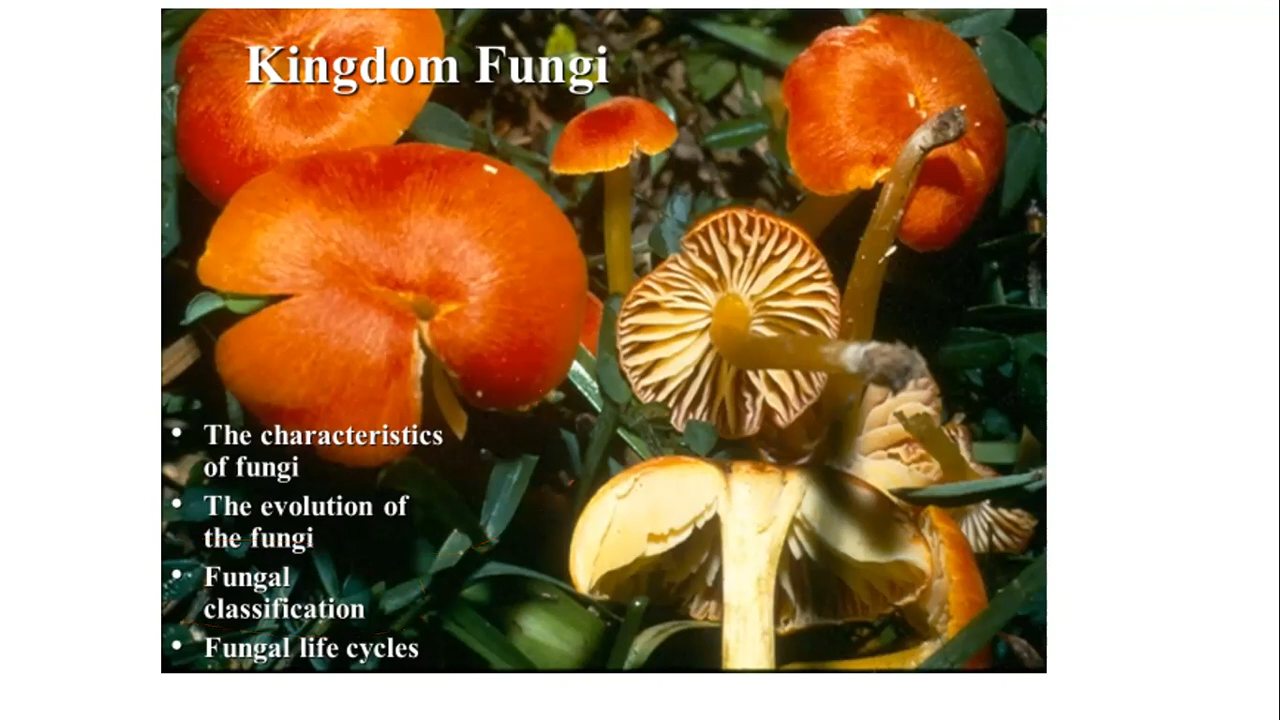 Kingdom Fungi
• The characteristics
of fungi
• The evolution of
the fungi
• Fungal
classification
• Fungal life cycles